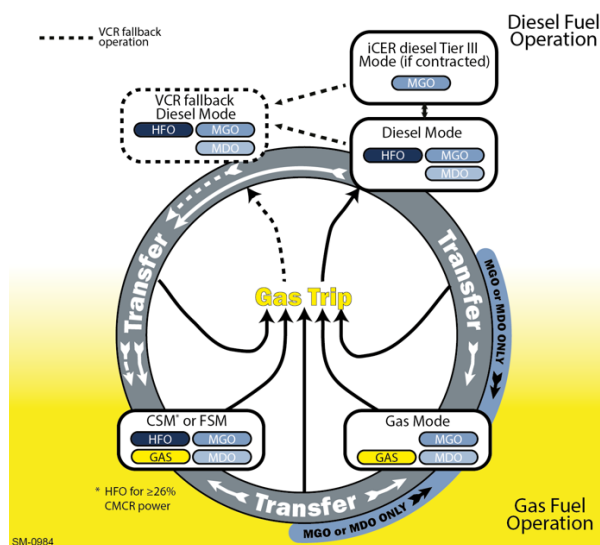 VCR fallback
operation
Diesel Fuel
Operation
iCER diesel Tier III
Mode (if contracted)
MGO
VCR fallback
Diesel Mode
HFO MGO
MDO
Diesel Mode
HFO MGO
MDO
Transfer
Transfer
MGO or MDO ONLY
Gas Trip
CSM* or FSM
HFO MGO
GAS MDO
Gas Mode
MGO
GAS MDO
* HFO for ≥26%
CMCR power
Transfer
MGO or MDO ONLY
Gas Fuel
Operation
SM-0984